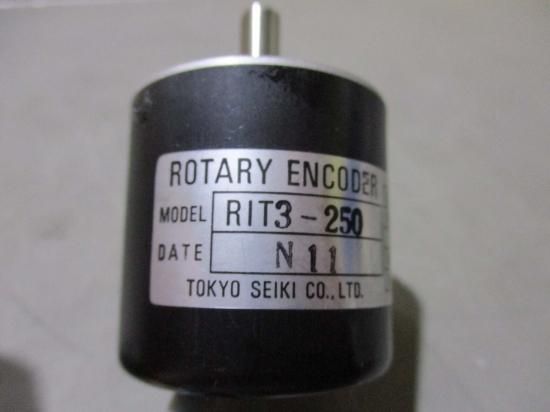 ROTARY ENCODER
MODEL RIT3-250
DATE N11
TOKYO SEIKI CO.,LTD.